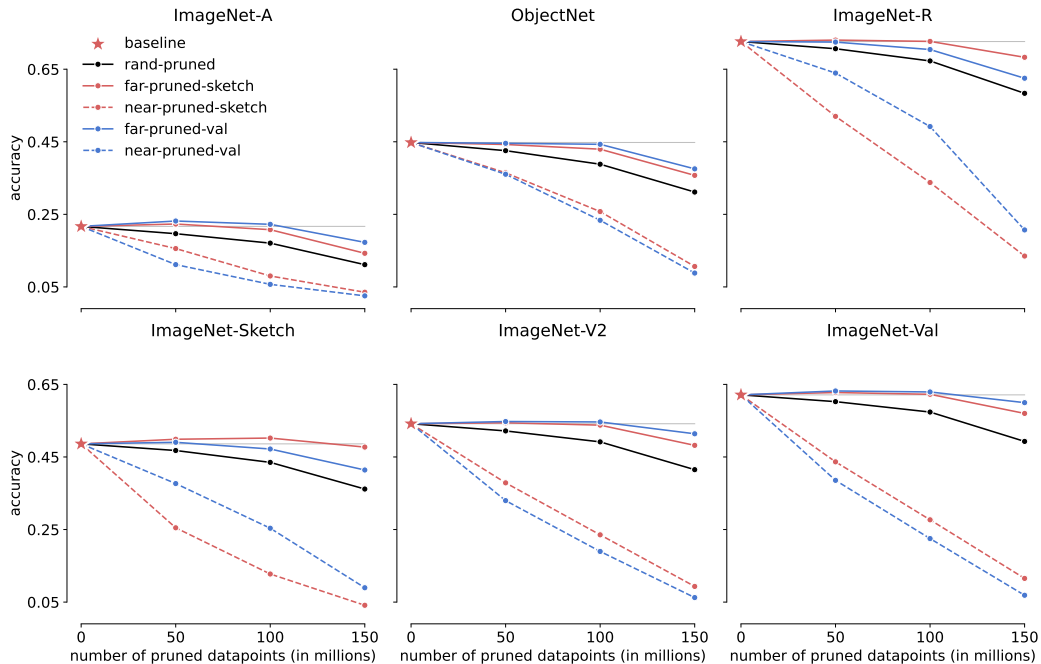 ImageNet-A
ObjectNet
ImageNet-R
baseline
rand-pruned
far-pruned-sketch
near-pruned-sketch
far-pruned-val
near-pruned-val
accuracy
0.65
0.45
0.25
0.05
ImageNet-Sketch
ImageNet-V2
ImageNet-Val
accuracy
0.65
0.45
0.25
0.05
0 50 100 150
0 50 100 150
0 50 100 150
number of pruned datapoints (in millions)
number of pruned datapoints (in millions)
number of pruned datapoints (in millions)